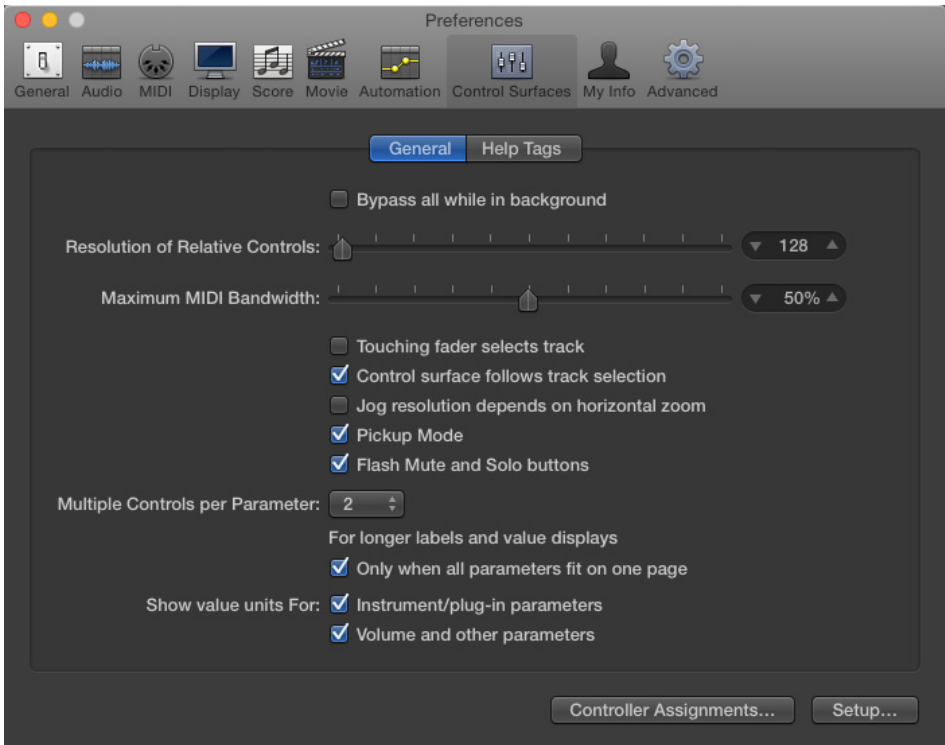 Preferences
General Audio MIDI Display Score Movie Automation Control Surfaces My Info Advanced
General Help Tags
Bypass all while in background
Resolution of Relative Controls: 128
Maximum MIDI Bandwidth: 50%
Touching fader selects track
Control surface follows track selection
Jog resolution depends on horizontal zoom
Pickup Mode
Flash Mute and Solo buttons
Multiple Controls per Parameter: 2
For longer labels and value displays
Only when all parameters fit on one page
Show value units For: Instrument/plug-in parameters
Volume and other parameters
Controller Assignments... Setup...